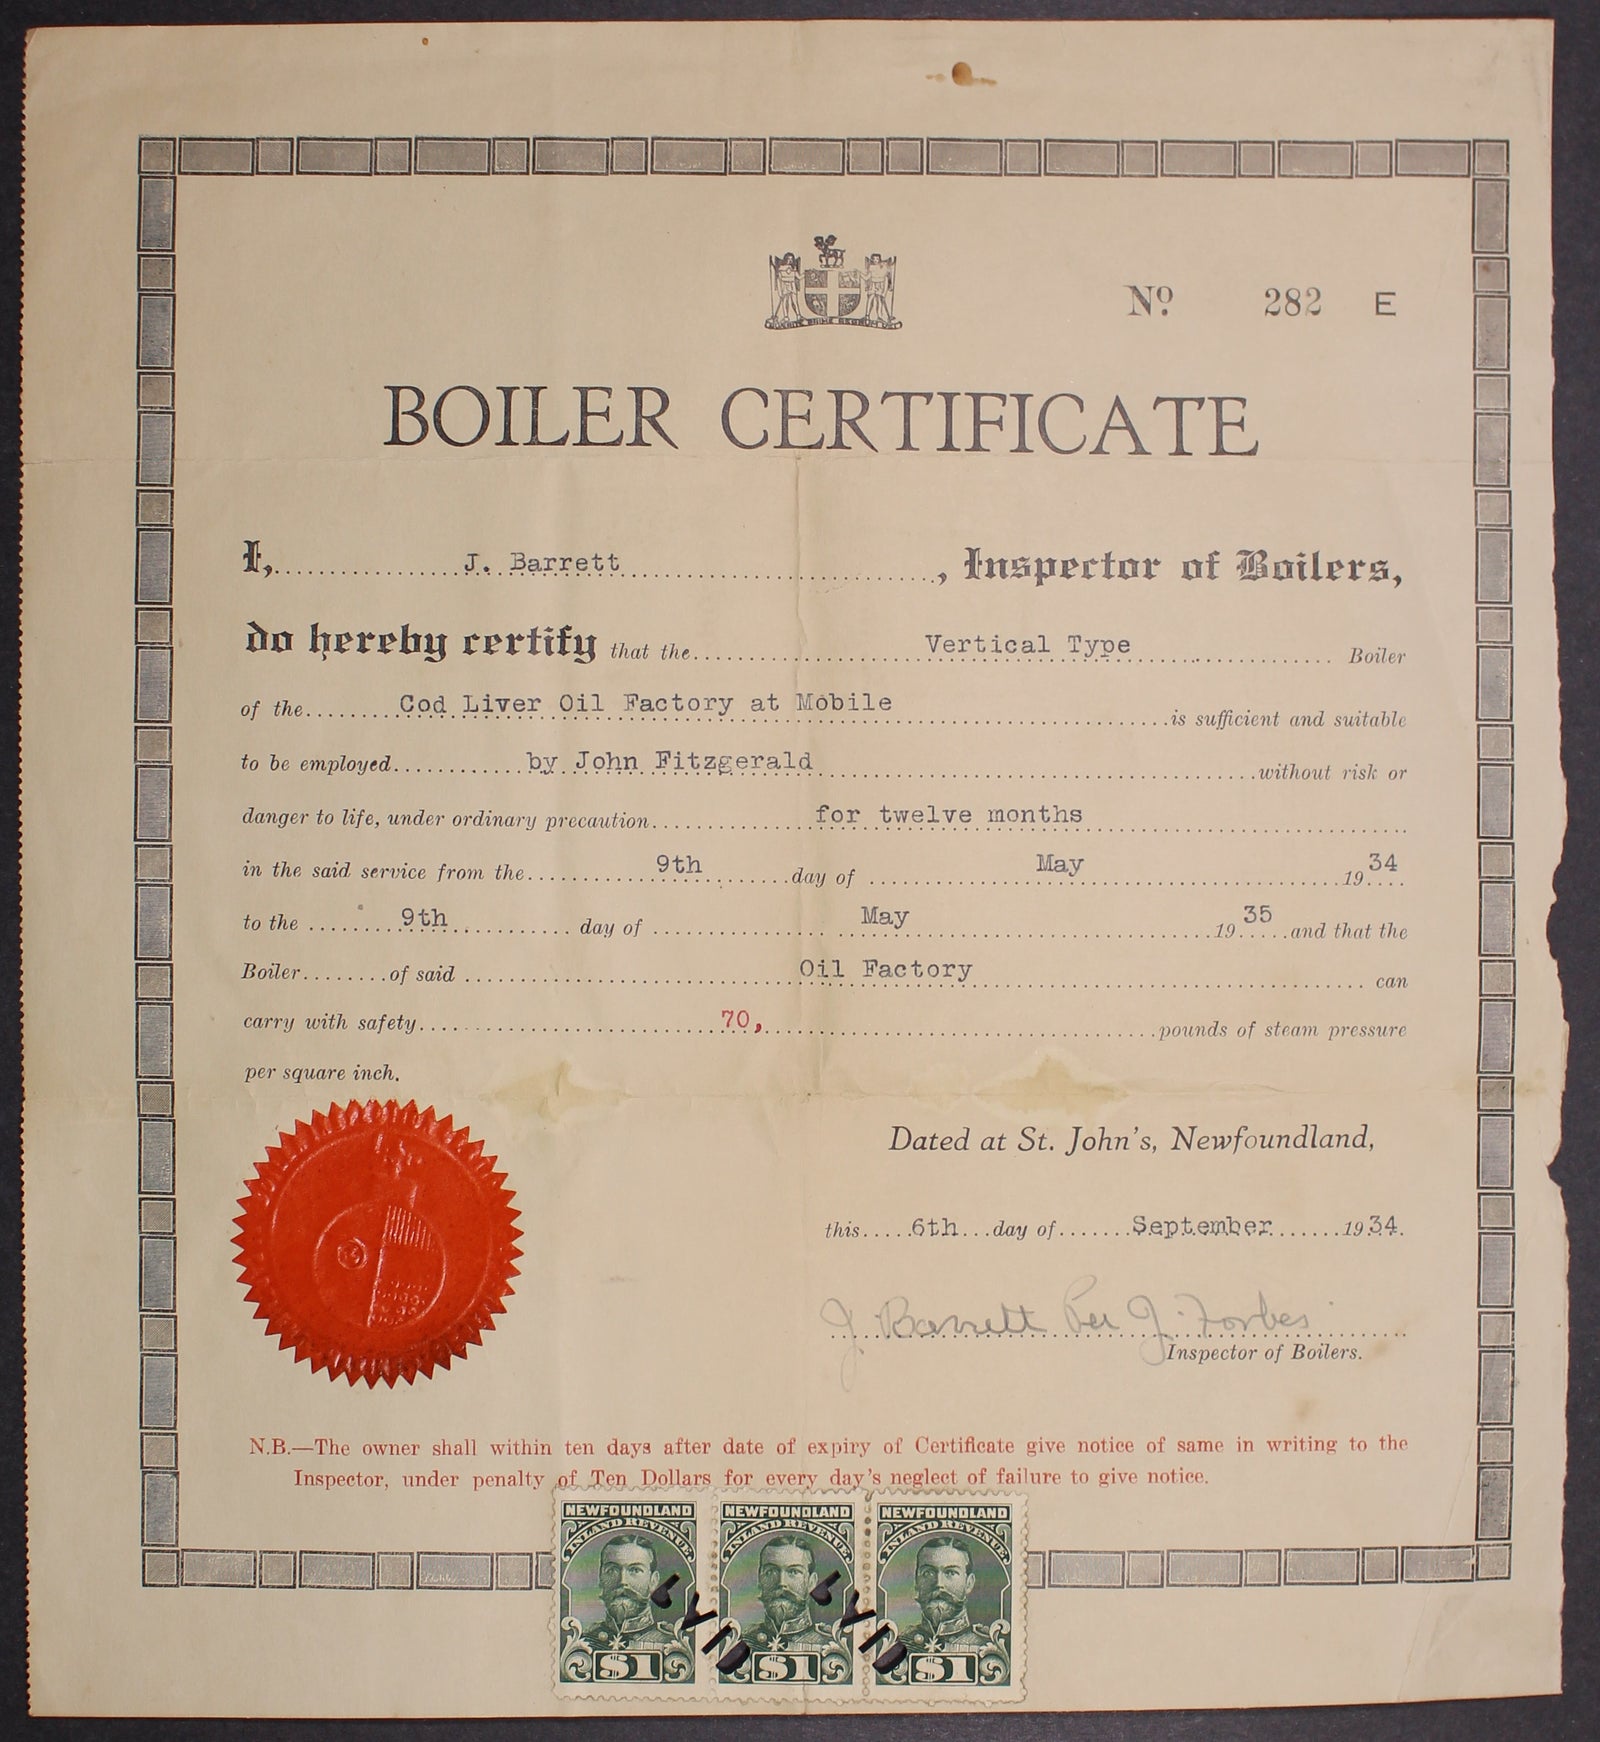 Nº 282 E
BOILER CERTIFICATE
I, J. Barrett, Inspector of Boilers,
do hereby certify that the Vertical Type Boiler
of the Cod Liver Oil Factory at Mobile is sufficient and suitable
to be employed by John Fitzgerald without risk or
danger to life, under ordinary precaution for twelve months
in the said service from the 9th day of May 1934
to the 9th day of May 1935 and that the
Boiler of said Oil Factory can
carry with safety 70, pounds of steam pressure
per square inch.
Dated at St. John's, Newfoundland,
this 6th day of September 1934.
J Barrett Per J. Forbes
Inspector of Boilers.
N.B.—The owner shall within ten days after date of expiry of Certificate give notice of same in writing to the
Inspector, under penalty of Ten Dollars for every day's neglect of failure to give notice.
NEWFOUNDLAND NEWFOUNDLAND NEWFOUNDLAND
INLAND REVENUE. INLAND REVENUE. INLAND REVENUE.
$1 $1 $1